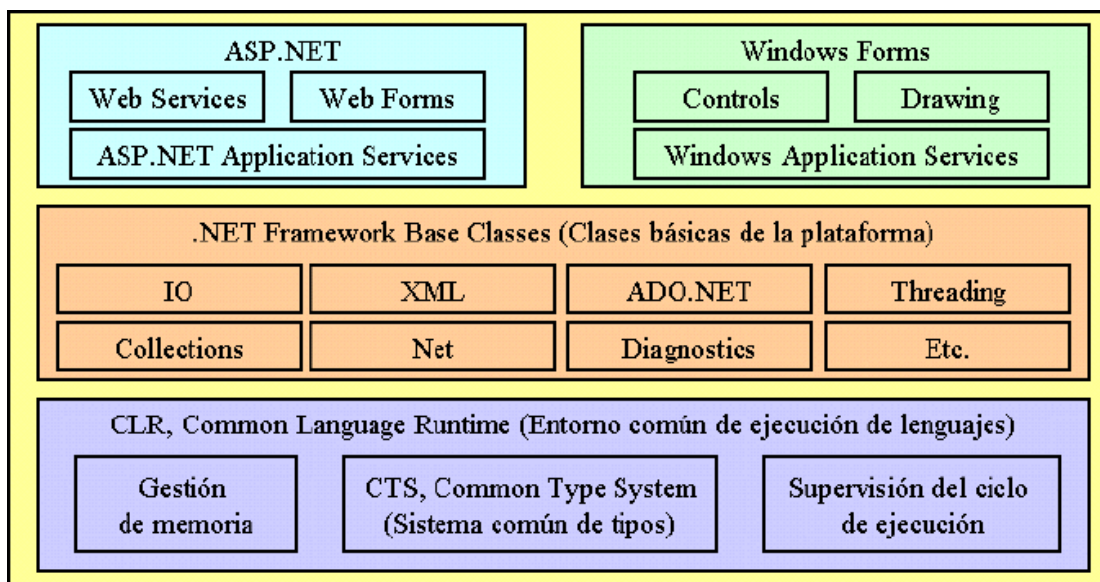 ASP.NET
Web Services
Web Forms
ASP.NET Application Services
Windows Forms
Controls
Drawing
Windows Application Services
.NET Framework Base Classes (Clases básicas de la plataforma)
IO
XML
ADO.NET
Threading
Collections
Net
Diagnostics
Etc.
CLR, Common Language Runtime (Entorno común de ejecución de lenguajes)
Gestión
de memoria
CTS, Common Type System
(Sistema común de tipos)
Supervisión del ciclo
de ejecución